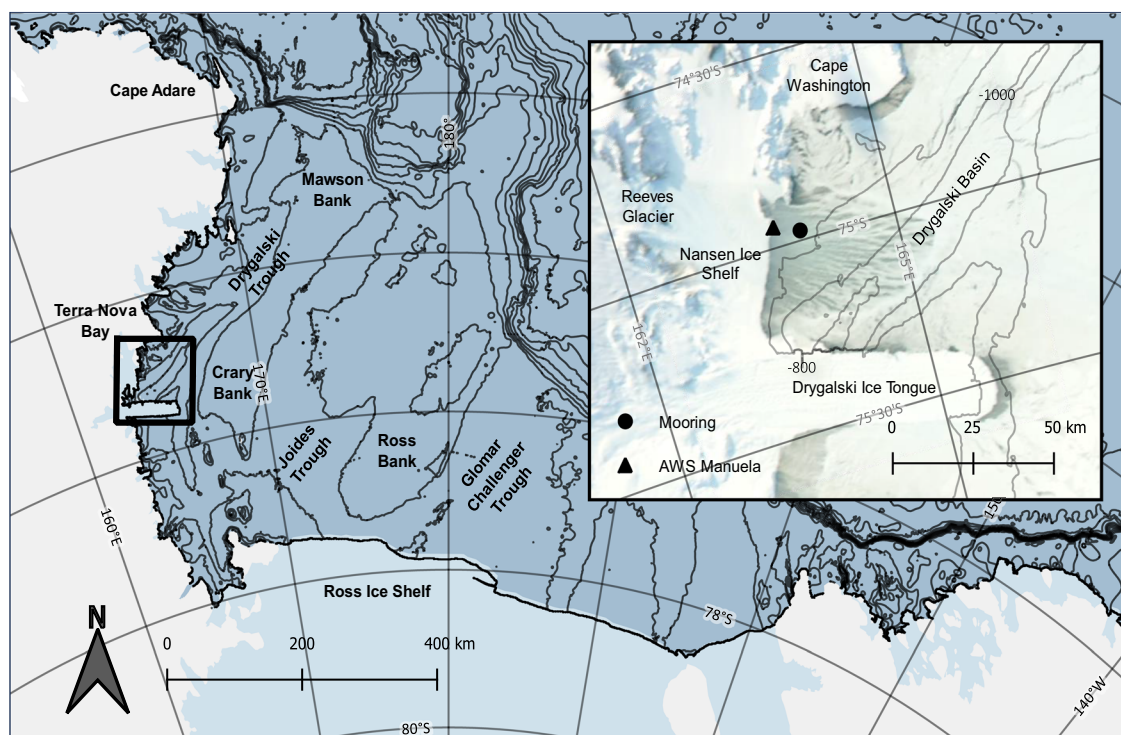 Cape Adare
180°
Mawson
Bank
Drygalski
Trough
Terra Nova
Bay
Crary
Bank
170°E
Joides
Trough
Ross
Bank
Glomar
Challenger
Trough
160°E
Ross Ice Shelf
78°S
N
0
200
400 km
80°S
140°W
Cape
Washington
74°30'S
-1000
Reeves
Glacier
Drygalski Basin
75°S
165°E
Nansen Ice
Shelf
162°E
-800
Drygalski Ice Tongue
75°30'S
Mooring
0
25
50 km
AWS Manuela